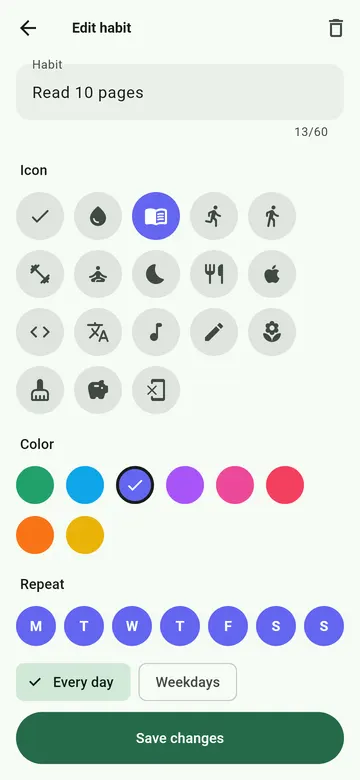 Edit habit
Habit
Read 10 pages
13/60
Icon
Color
Repeat
M T W T F S S
Every day Weekdays
Save changes